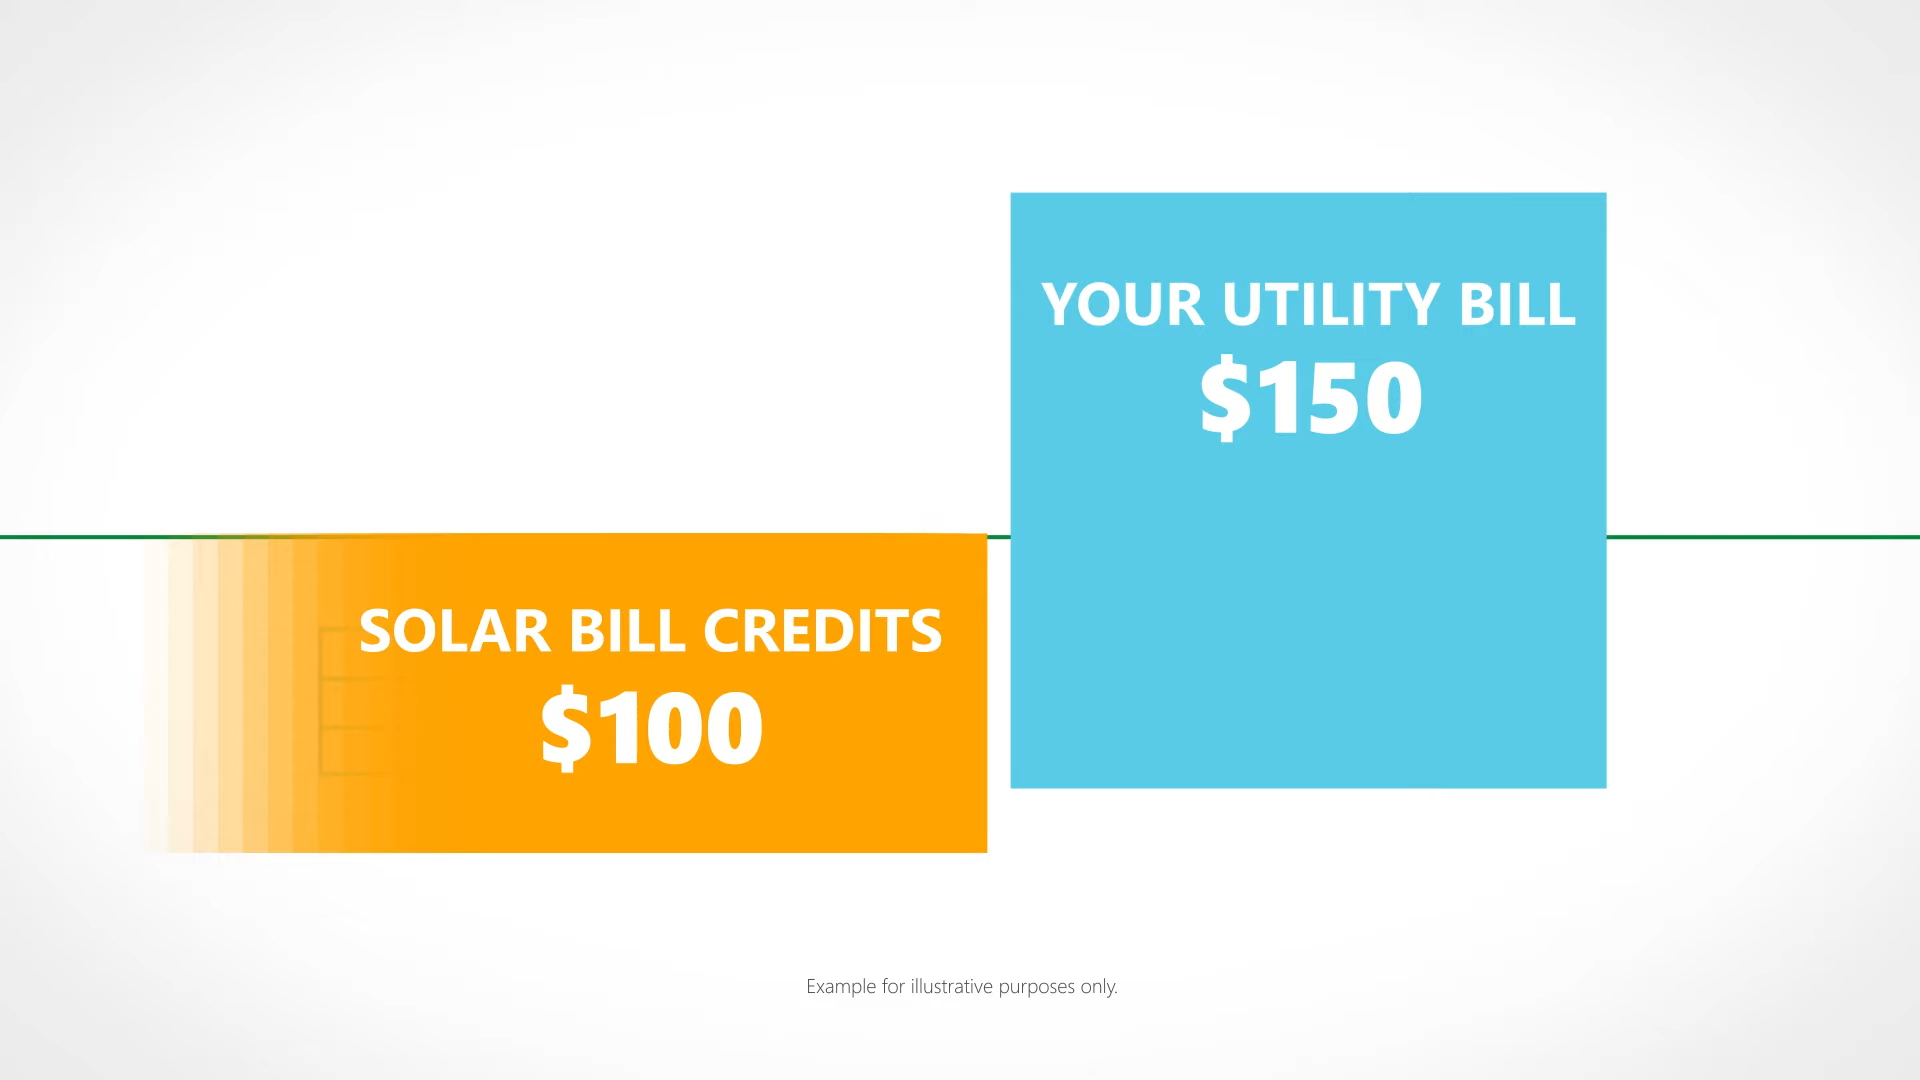 YOUR UTILITY BILL
$150
SOLAR BILL CREDITS
$100
Example for illustrative purposes only.